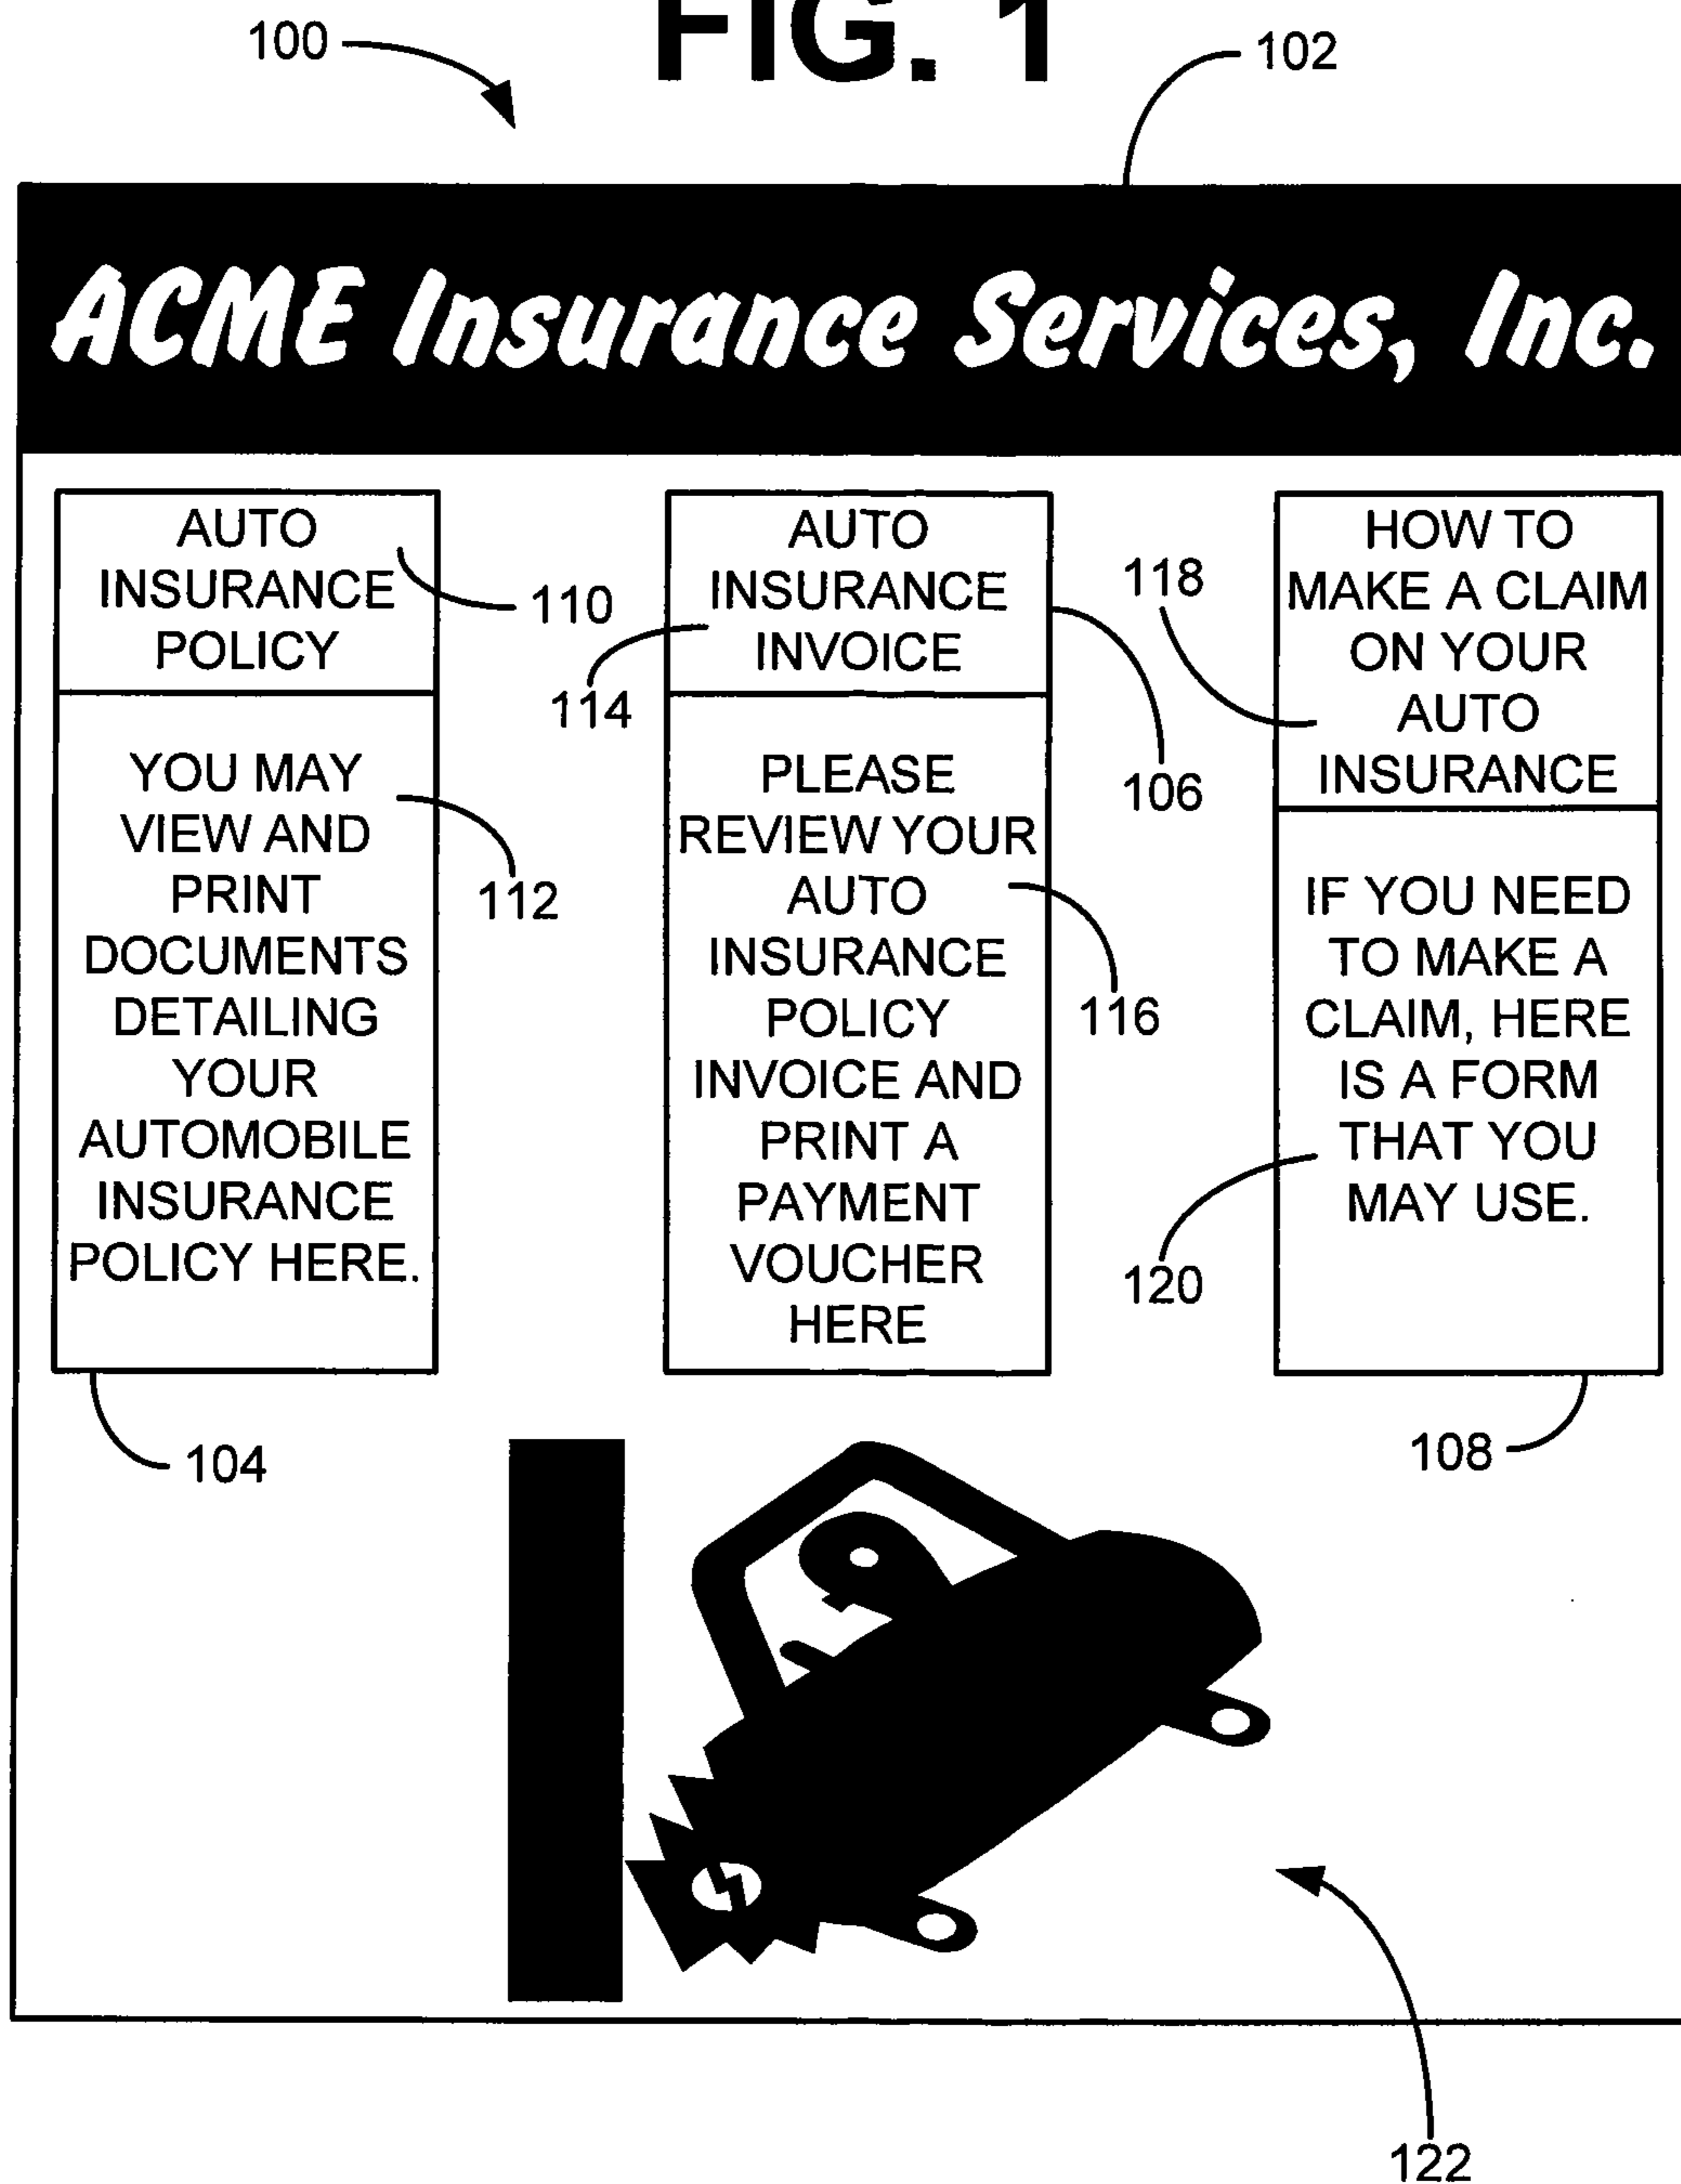 FIG. 1
100
102
ACME Insurance Services, Inc.
AUTO
INSURANCE
POLICY
110
YOU MAY
VIEW AND
PRINT
DOCUMENTS
DETAILING
YOUR
AUTOMOBILE
INSURANCE
POLICY HERE.
112
104
AUTO
INSURANCE
INVOICE
114
106
PLEASE
REVIEW YOUR
AUTO
INSURANCE
POLICY
INVOICE AND
PRINT A
PAYMENT
VOUCHER
HERE
116
118
HOW TO
MAKE A CLAIM
ON YOUR
AUTO
INSURANCE
IF YOU NEED
TO MAKE A
CLAIM, HERE
IS A FORM
THAT YOU
MAY USE.
120
108
122